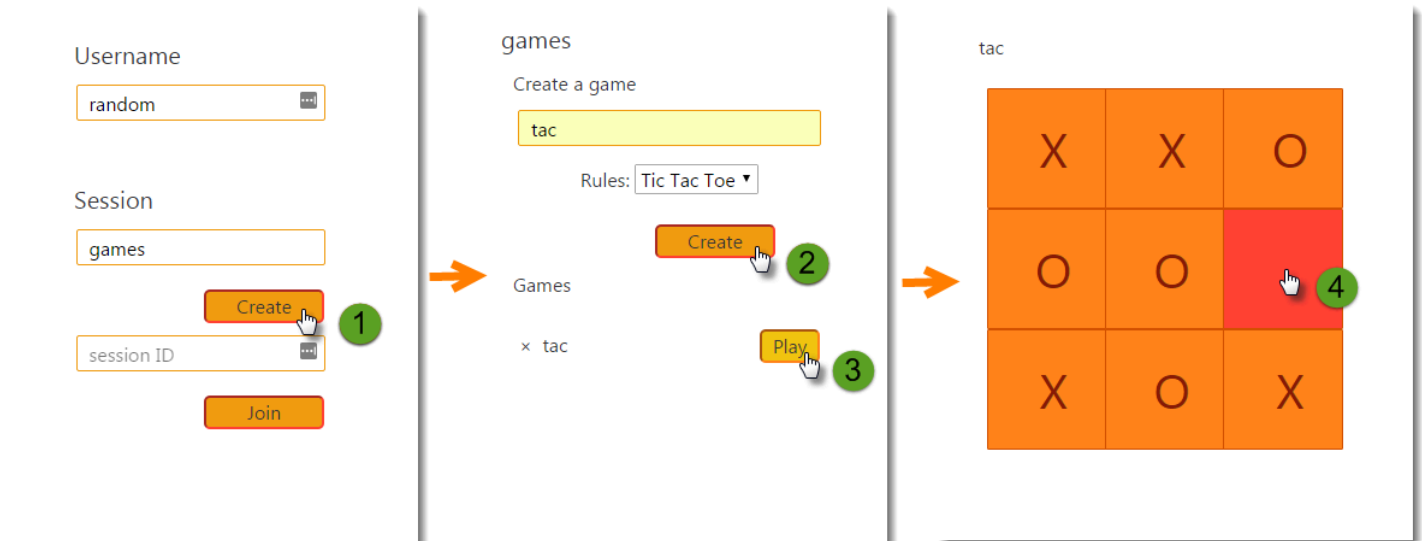 Username
random
Session
games
Create
1
session ID
Join
games
Create a game
tac
Rules: Tic Tac Toe
Create
2
Games
× tac Play
3
tac
X X O
O O
4
X O X